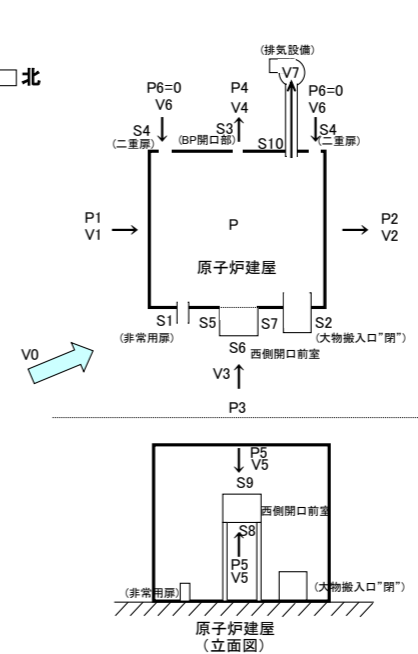 北
(排気設備)
V7
P6=0
V6
P4
V4
P6=0
V6
S4
(二重扉)
S3
(BP開口部)
S10
S4
(二重扉)
P1
V1
P
P2
V2
原子炉建屋
S1
(非常用扉)
S5
S7
S2
(大物搬入口”閉”)
S6
西側開口前室
V0
V3
P3
P5
V5
S9
西側開口前室
S8
P5
V5
(非常用扉)
(大物搬入口”閉”)
原子炉建屋
(立面図)